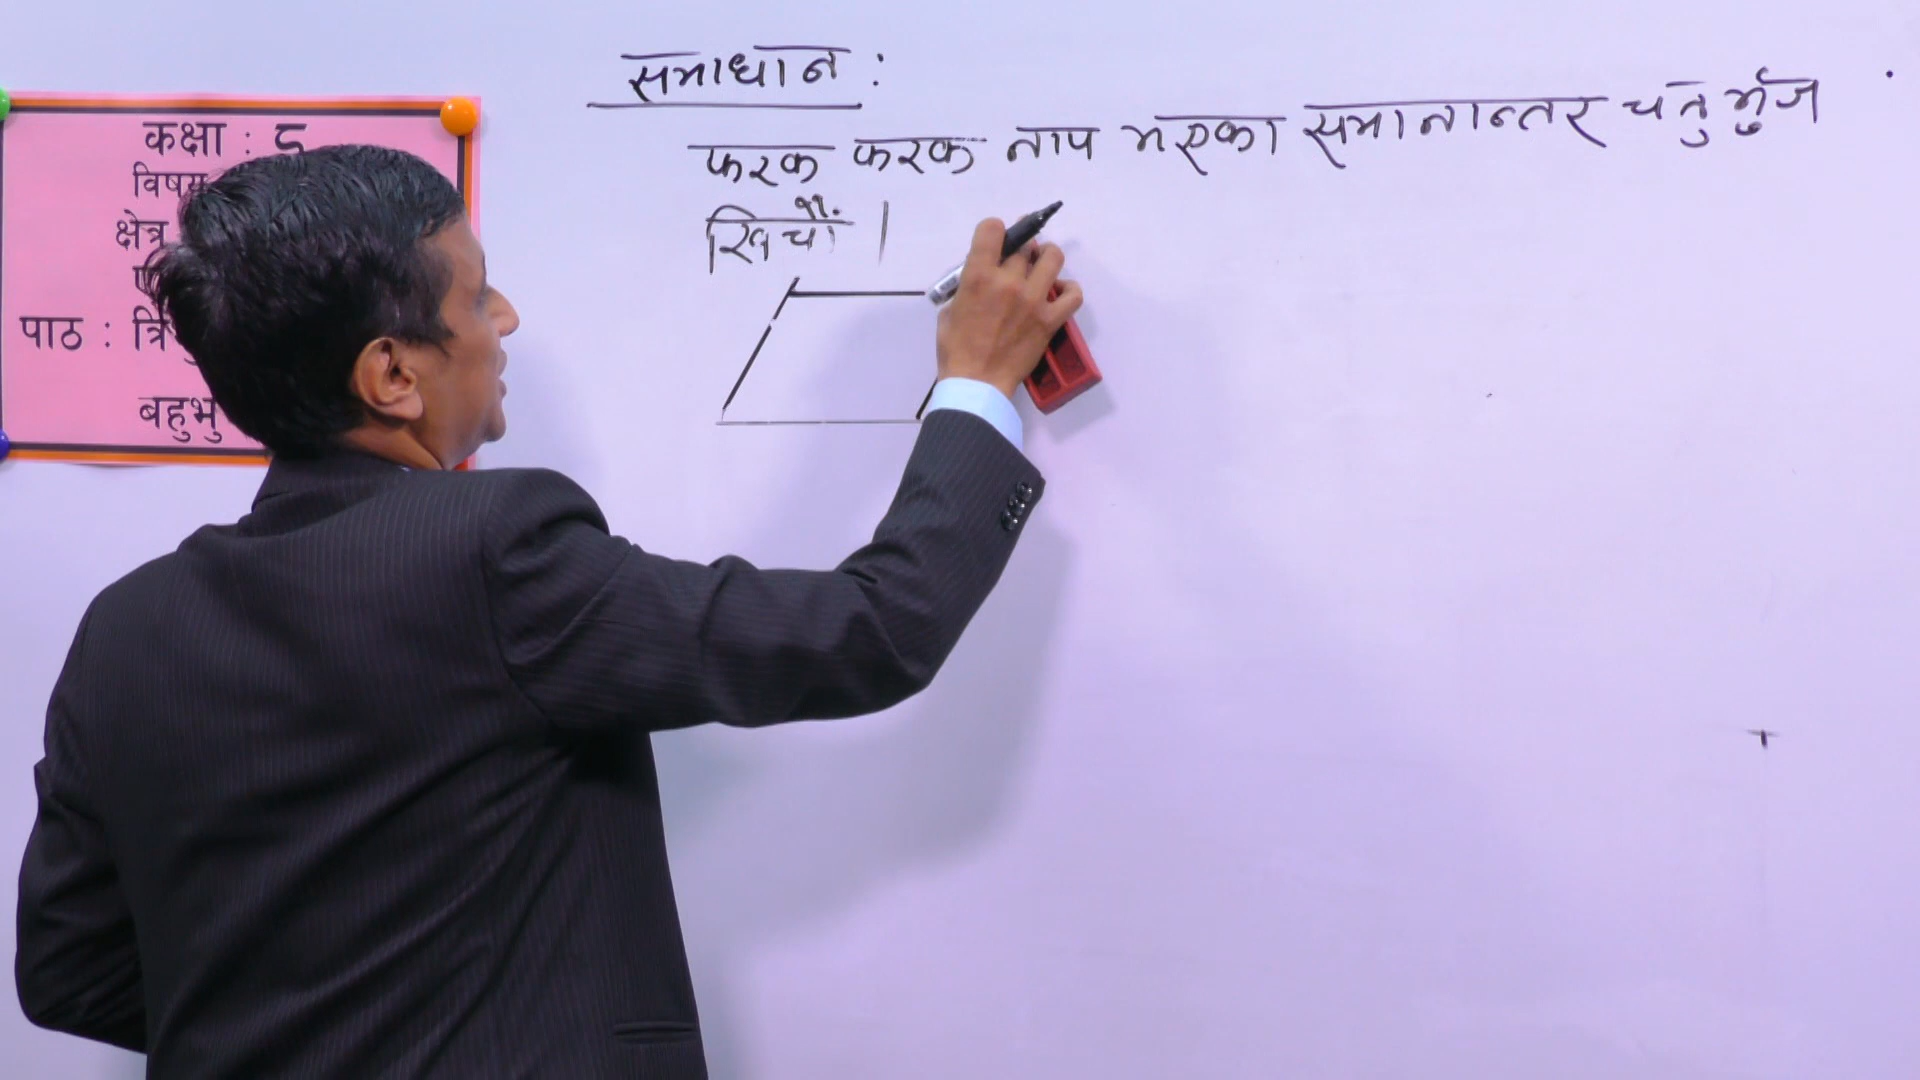 समाधान :
फरक फरक नाप भएका समानान्तर चतुर्भुज
खिचौं ।
कक्षा : ८
विषय
क्षेत्र
पाठ : त्रि
बहुभु